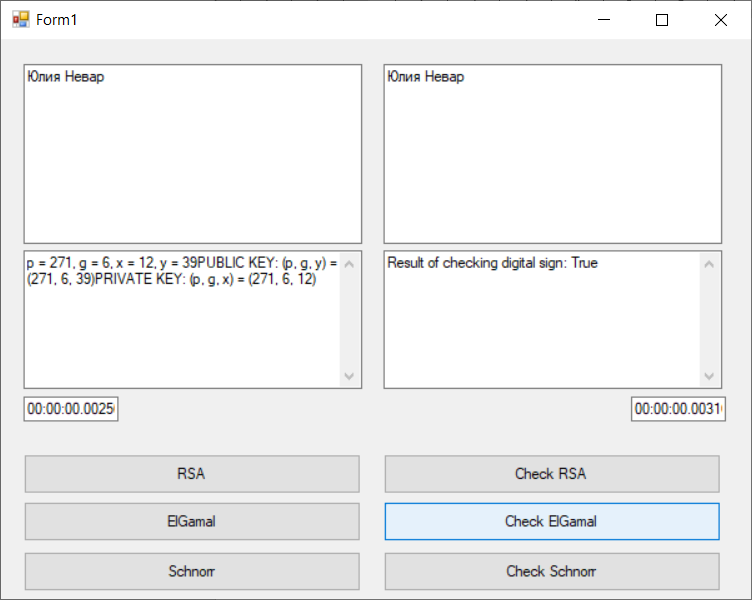 Form1
Юлия Невар
Юлия Невар
p = 271, g = 6, x = 12, y = 39PUBLIC KEY: (p, g, y) =
(271, 6, 39)PRIVATE KEY: (p, g, x) = (271, 6, 12)
Result of checking digital sign: True
00:00:00.0025
00:00:00.0031
RSA
Check RSA
ElGamal
Check ElGamal
Schnorr
Check Schnorr